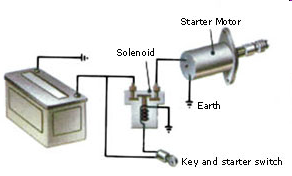 Starter Motor
Solenoid
Earth
Key and starter switch